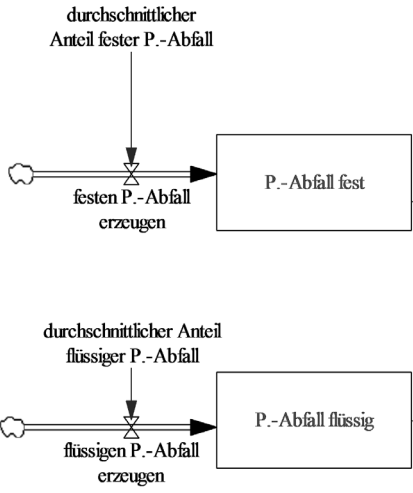 durchschnittlicher
Anteil fester P.-Abfall
P.-Abfall fest
festen P.-Abfall
erzeugen
durchschnittlicher Anteil
flüssiger P.-Abfall
P.-Abfall flüssig
flüssigen P.-Abfall
erzeugen